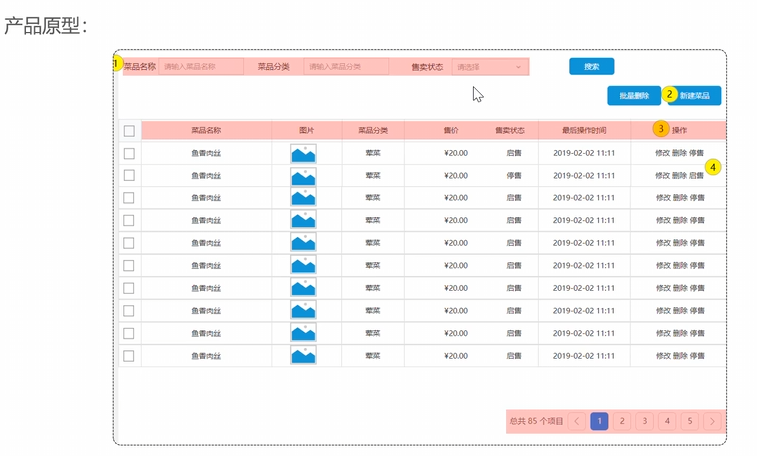 产品原型：
1 菜品名称 请输入菜品名称 菜品分类 请输入菜品分类 售卖状态 请选择 搜索
批量删除 2 新建菜品
菜品名称 图片 菜品分类 售价 售卖状态 最后操作时间 3 操作
鱼香肉丝 荤菜 ¥20.00 启售 2019-02-02 11:11 修改 删除 停售
4
鱼香肉丝 荤菜 ¥20.00 停售 2019-02-02 11:11 修改 删除 启售
鱼香肉丝 荤菜 ¥20.00 启售 2019-02-02 11:11 修改 删除 停售
鱼香肉丝 荤菜 ¥20.00 启售 2019-02-02 11:11 修改 删除 停售
鱼香肉丝 荤菜 ¥20.00 启售 2019-02-02 11:11 修改 删除 停售
鱼香肉丝 荤菜 ¥20.00 启售 2019-02-02 11:11 修改 删除 停售
鱼香肉丝 荤菜 ¥20.00 启售 2019-02-02 11:11 修改 删除 停售
鱼香肉丝 荤菜 ¥20.00 启售 2019-02-02 11:11 修改 删除 停售
鱼香肉丝 荤菜 ¥20.00 启售 2019-02-02 11:11 修改 删除 停售
鱼香肉丝 荤菜 ¥20.00 启售 2019-02-02 11:11 修改 删除 停售
总共 85 个项目 < 1 2 3 4 5 >